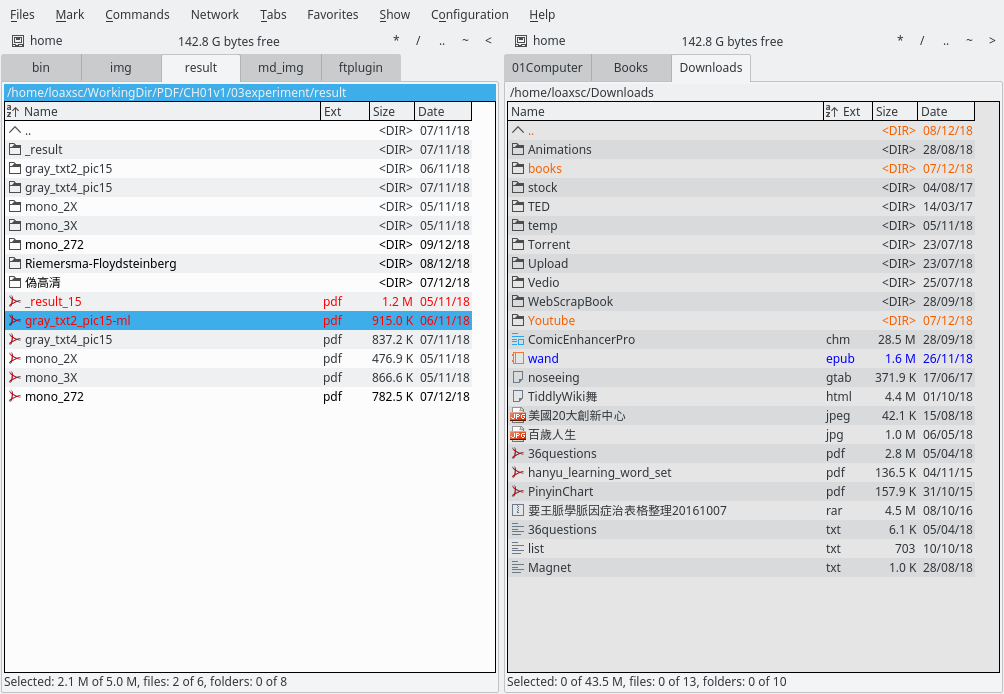 Files Mark Commands Network Tabs Favorites Show Configuration Help
home 142.8 G bytes free * / .. ~ <
bin img result md_img ftplugin
/home/loaxsc/WorkingDir/PDF/CH01v1/03experiment/result
Name Ext Size Date
.. <DIR> 07/11/18
_result <DIR> 07/11/18
gray_txt2_pic15 <DIR> 06/11/18
gray_txt4_pic15 <DIR> 07/11/18
mono_2X <DIR> 05/11/18
mono_3X <DIR> 05/11/18
mono_272 <DIR> 09/12/18
Riemersma-Floydsteinberg <DIR> 08/12/18
偽高清 <DIR> 07/12/18
_result_15 pdf 1.2 M 05/11/18
gray_txt2_pic15-ml pdf 915.0 K 06/11/18
gray_txt4_pic15 pdf 837.2 K 07/11/18
mono_2X pdf 476.9 K 05/11/18
mono_3X pdf 866.6 K 05/11/18
mono_272 pdf 782.5 K 07/12/18
Selected: 2.1 M of 5.0 M, files: 2 of 6, folders: 0 of 8
home 142.8 G bytes free * / .. ~ >
01Computer Books Downloads
/home/loaxsc/Downloads
Name Ext Size Date
.. <DIR> 08/12/18
Animations <DIR> 28/08/18
books <DIR> 07/12/18
stock <DIR> 04/08/17
TED <DIR> 14/03/17
temp <DIR> 05/11/18
Torrent <DIR> 23/07/18
Upload <DIR> 23/07/18
Vedio <DIR> 25/07/18
WebScrapBook <DIR> 28/09/18
Youtube <DIR> 07/12/18
ComicEnhancerPro chm 28.5 M 28/09/18
wand epub 1.6 M 26/11/18
noseeing gtab 371.9 K 17/06/17
TiddlyWiki舞 html 4.4 M 01/10/18
JPG 美國20大創新中心 jpeg 42.1 K 15/08/18
JPG 百歲人生 jpg 1.0 M 06/05/18
36questions pdf 2.8 M 05/04/18
hanyu_learning_word_set pdf 136.5 K 04/11/15
PinyinChart pdf 157.9 K 31/10/15
要王脈學脈因症治表格整理20161007 rar 4.5 M 08/10/16
36questions txt 6.1 K 05/04/18
list txt 703 10/10/18
Magnet txt 1.0 K 28/08/18
Selected: 0 of 43.5 M, files: 0 of 13, folders: 0 of 10